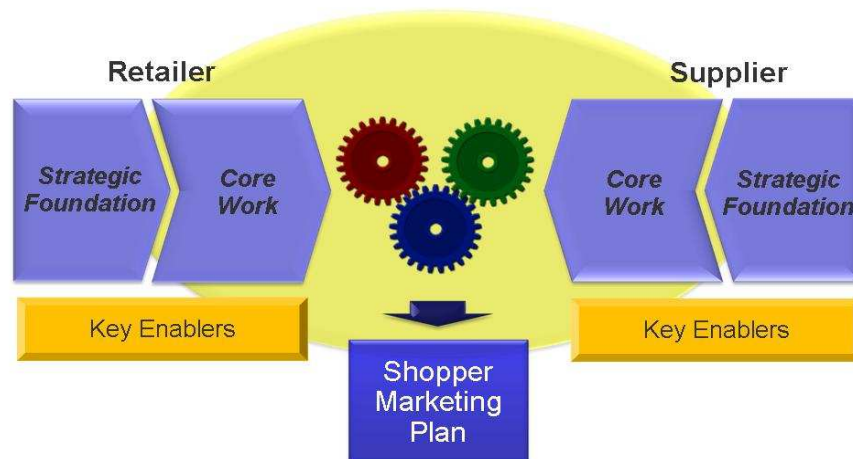 Retailer
Supplier
Strategic
Foundation
Core
Work
Core
Work
Strategic
Foundation
Key Enablers
Key Enablers
Shopper
Marketing
Plan